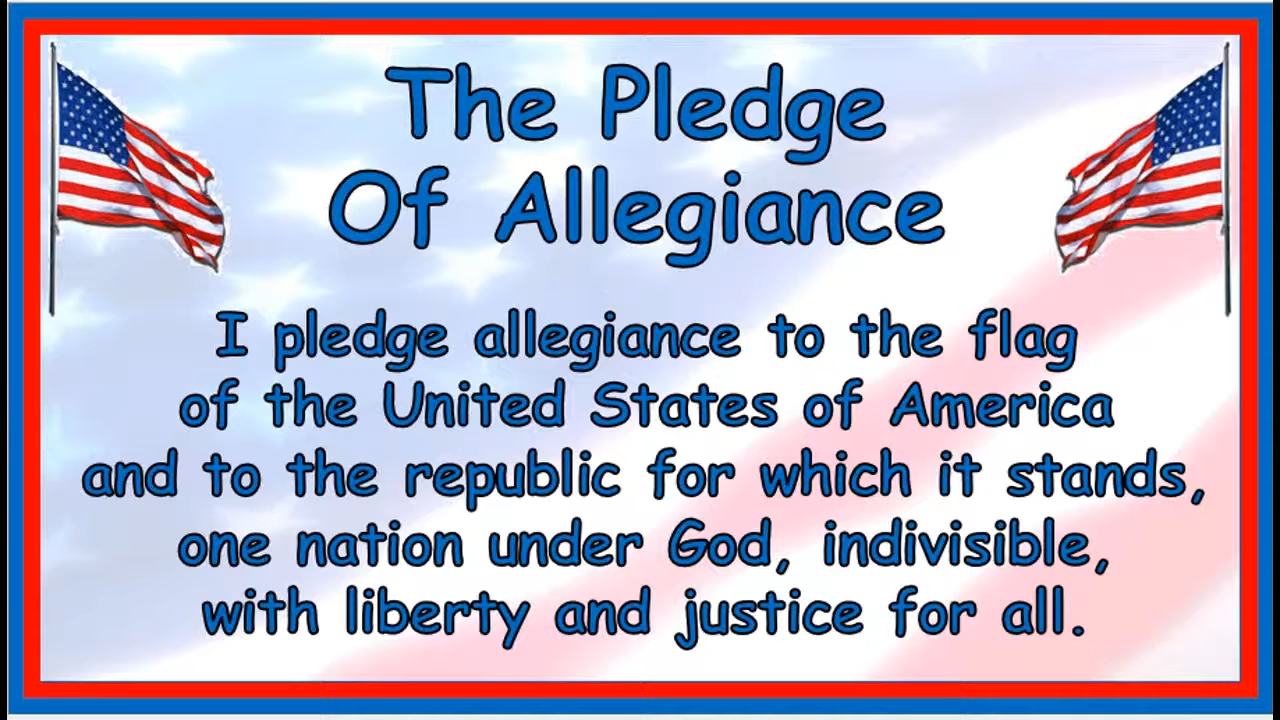 The Pledge
Of Allegiance
I pledge allegiance to the flag
of the United States of America
and to the republic for which it stands,
one nation under God, indivisible,
with liberty and justice for all.